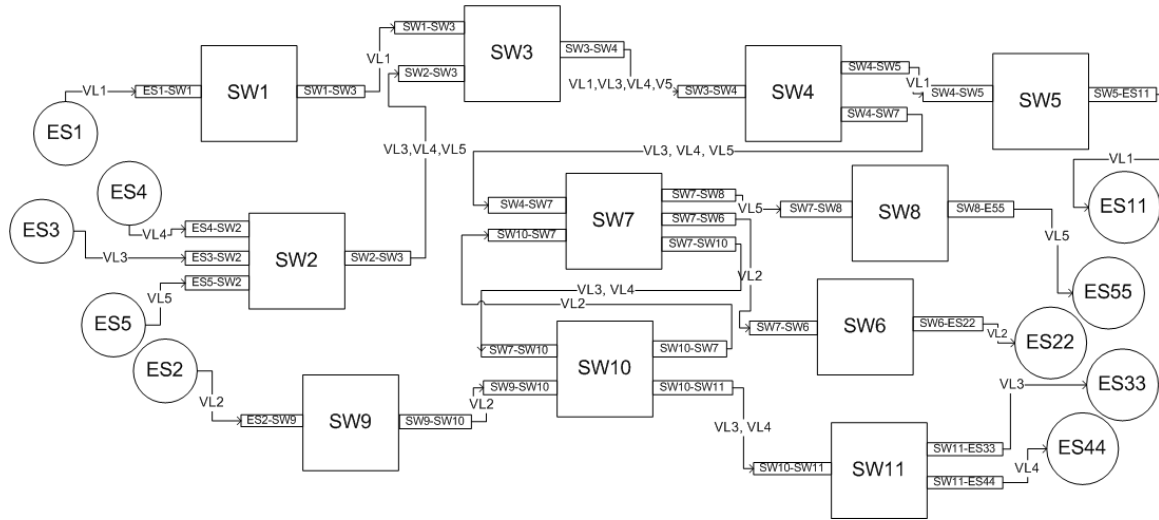 SW1-SW3
SW3
SW3-SW4
SW2-SW3
VL1
VL1,VL3,VL4,V5
ES1
VL1
ES1-SW1
SW1
SW1-SW3
SW3-SW4
SW4
SW4-SW5
SW4-SW7
VL1
SW4-SW5
SW5
SW5-ES11
VL1
ES11
VL3,VL4,VL5
VL3, VL4, VL5
ES4
VL4
ES4-SW2
ES3
VL3
ES3-SW2
ES5-SW2
SW2
SW2-SW3
ES5
VL5
SW4-SW7
SW10-SW7
SW7
SW7-SW8
SW7-SW6
SW7-SW10
VL5
SW7-SW8
SW8
SW8-E55
VL5
ES55
VL2
VL3, VL4
VL2
SW7-SW6
SW6
SW6-ES22
VL2
ES22
ES2
VL2
ES2-SW9
SW9
SW9-SW10
VL2
SW7-SW10
SW9-SW10
SW10
SW10-SW7
SW10-SW11
VL3, VL4
SW10-SW11
SW11
SW11-ES33
SW11-ES44
VL3
ES33
VL4
ES44